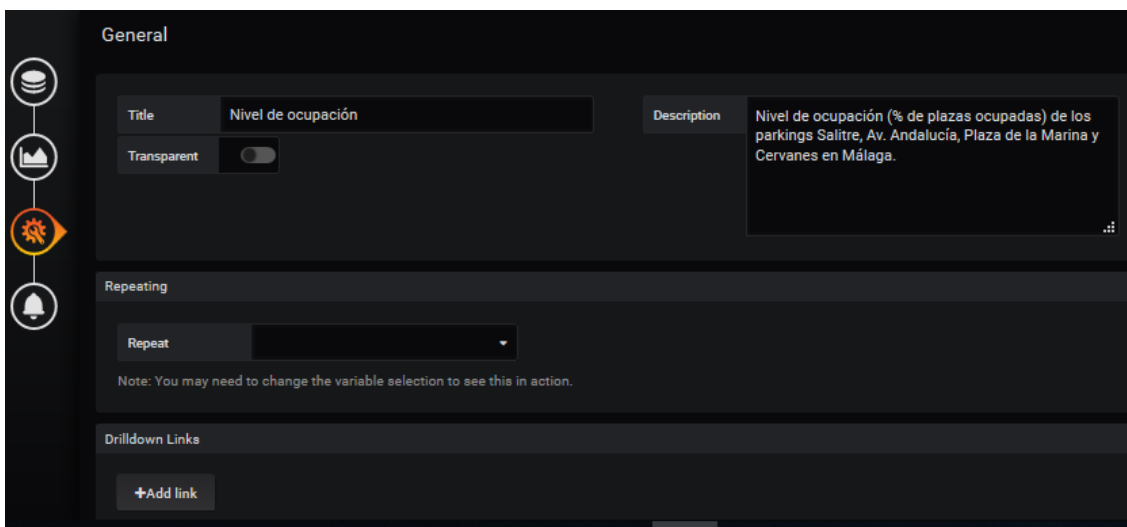 General
Title
Nivel de ocupación
Description
Nivel de ocupación (% de plazas ocupadas) de los
parkings Salitre, Av. Andalucía, Plaza de la Marina y
Cervanes en Málaga.
Transparent
Repeating
Repeat
Note: You may need to change the variable selection to see this in action.
Drilldown Links
+Add link